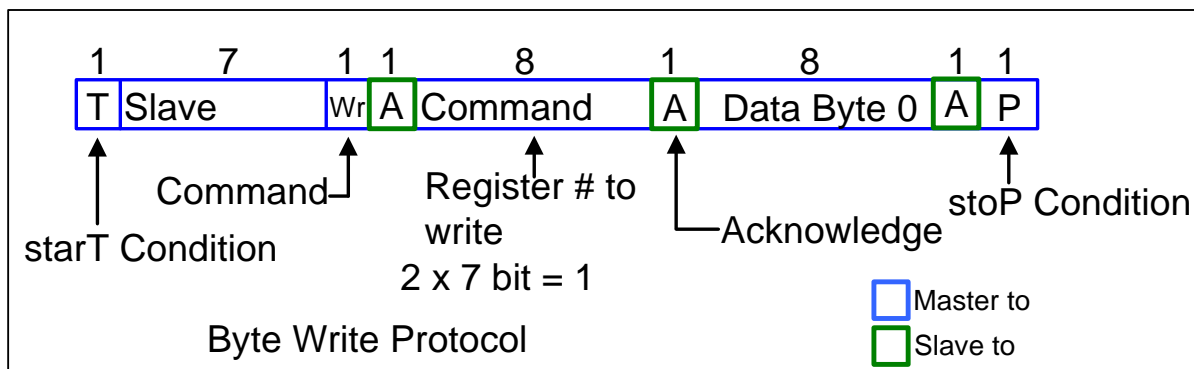 1 7 1 1 8 1 8 1 1
T Slave Wr A Command A Data Byte 0 A P
Command
Register # to
write
2 x 7 bit = 1
Acknowledge
stoP Condition
starT Condition
Byte Write Protocol
Master to
Slave to